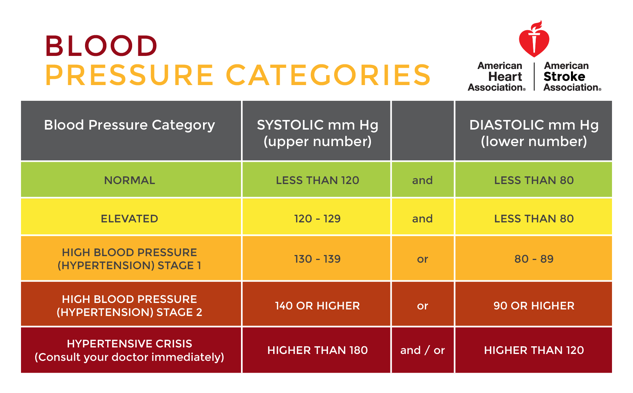 BLOOD
PRESSURE CATEGORIES
American
Heart
Association®
American
Stroke
Association®
Blood Pressure Category
SYSTOLIC mm Hg
(upper number)
DIASTOLIC mm Hg
(lower number)
NORMAL
LESS THAN 120
and
LESS THAN 80
ELEVATED
120 - 129
and
LESS THAN 80
HIGH BLOOD PRESSURE
(HYPERTENSION) STAGE 1
130 - 139
or
80 - 89
HIGH BLOOD PRESSURE
(HYPERTENSION) STAGE 2
140 OR HIGHER
or
90 OR HIGHER
HYPERTENSIVE CRISIS
(Consult your doctor immediately)
HIGHER THAN 180
and / or
HIGHER THAN 120